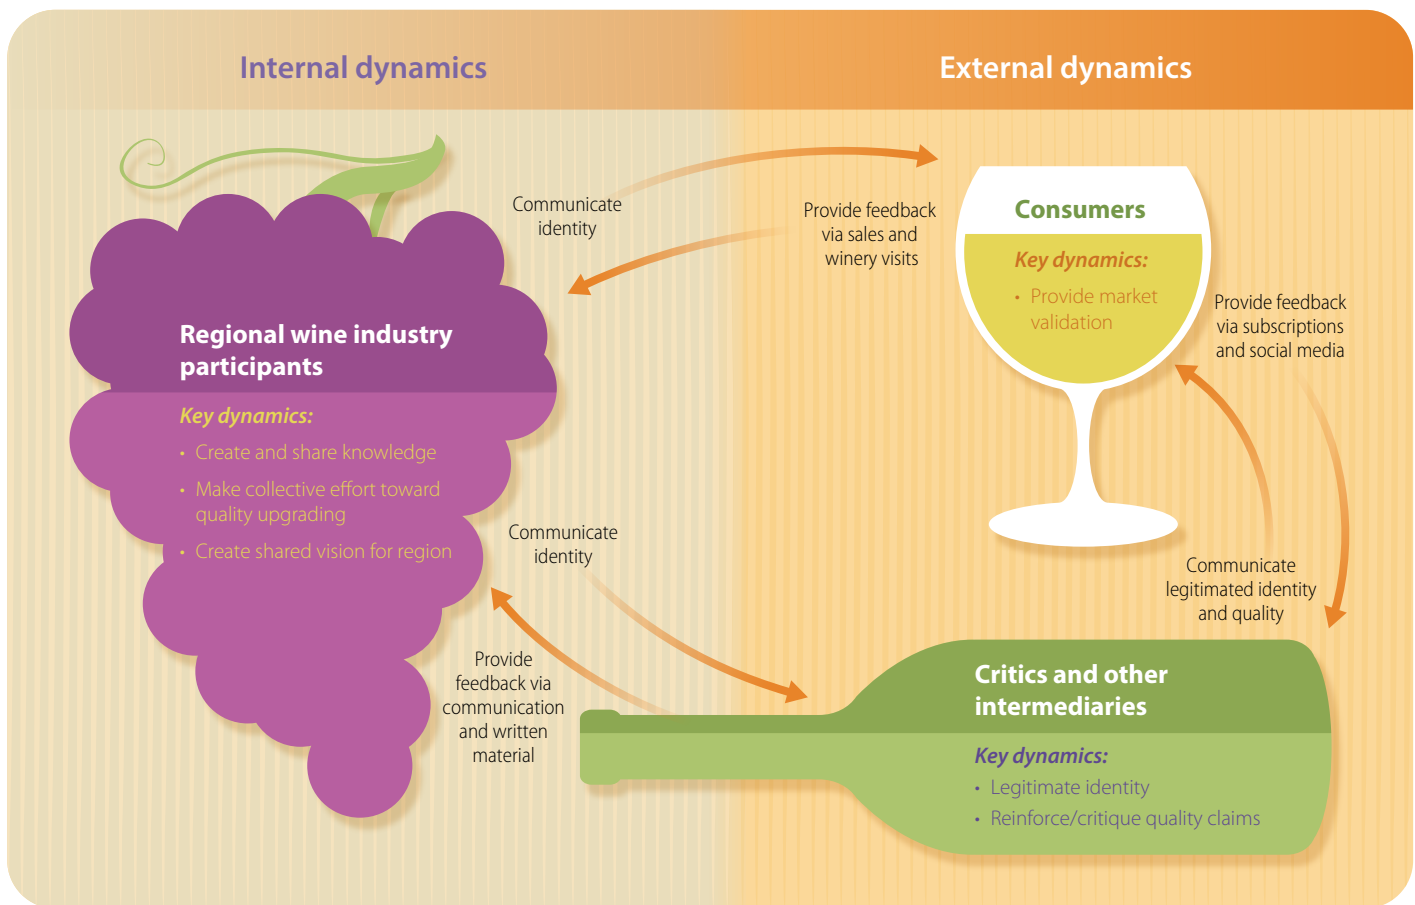 Internal dynamics
External dynamics
Communicate
identity
Provide feedback
via sales and
winery visits
Consumers
Key dynamics:
• Provide market
validation
Provide feedback
via subscriptions
and social media
Regional wine industry
participants
Key dynamics:
• Create and share knowledge
• Make collective effort toward
quality upgrading
• Create shared vision for region
Communicate
identity
Communicate
legitimated identity
and quality
Provide
feedback via
communication
and written
material
Critics and other
intermediaries
Key dynamics:
• Legitimate identity
• Reinforce/critique quality claims